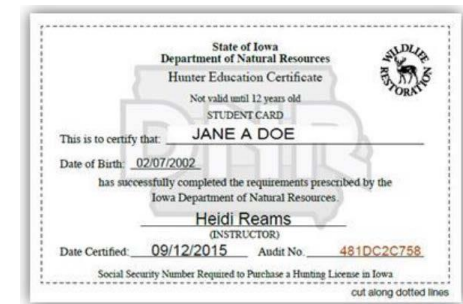 State of Iowa
Department of Natural Resources
Hunter Education Certificate
WILDLIFE RESTORATION
Not valid until 12 years old
STUDENT CARD
This is to certify that: JANE A DOE
Date of Birth: 02/07/2002
has successfully completed the requirements prescribed by the
Iowa Department of Natural Resources.
Heidi Reams
(INSTRUCTOR)
Date Certified: 09/12/2015 Audit No. 481DC2C758
Social Security Number Required to Purchase a Hunting License in Iowa
cut along dotted lines
DNR